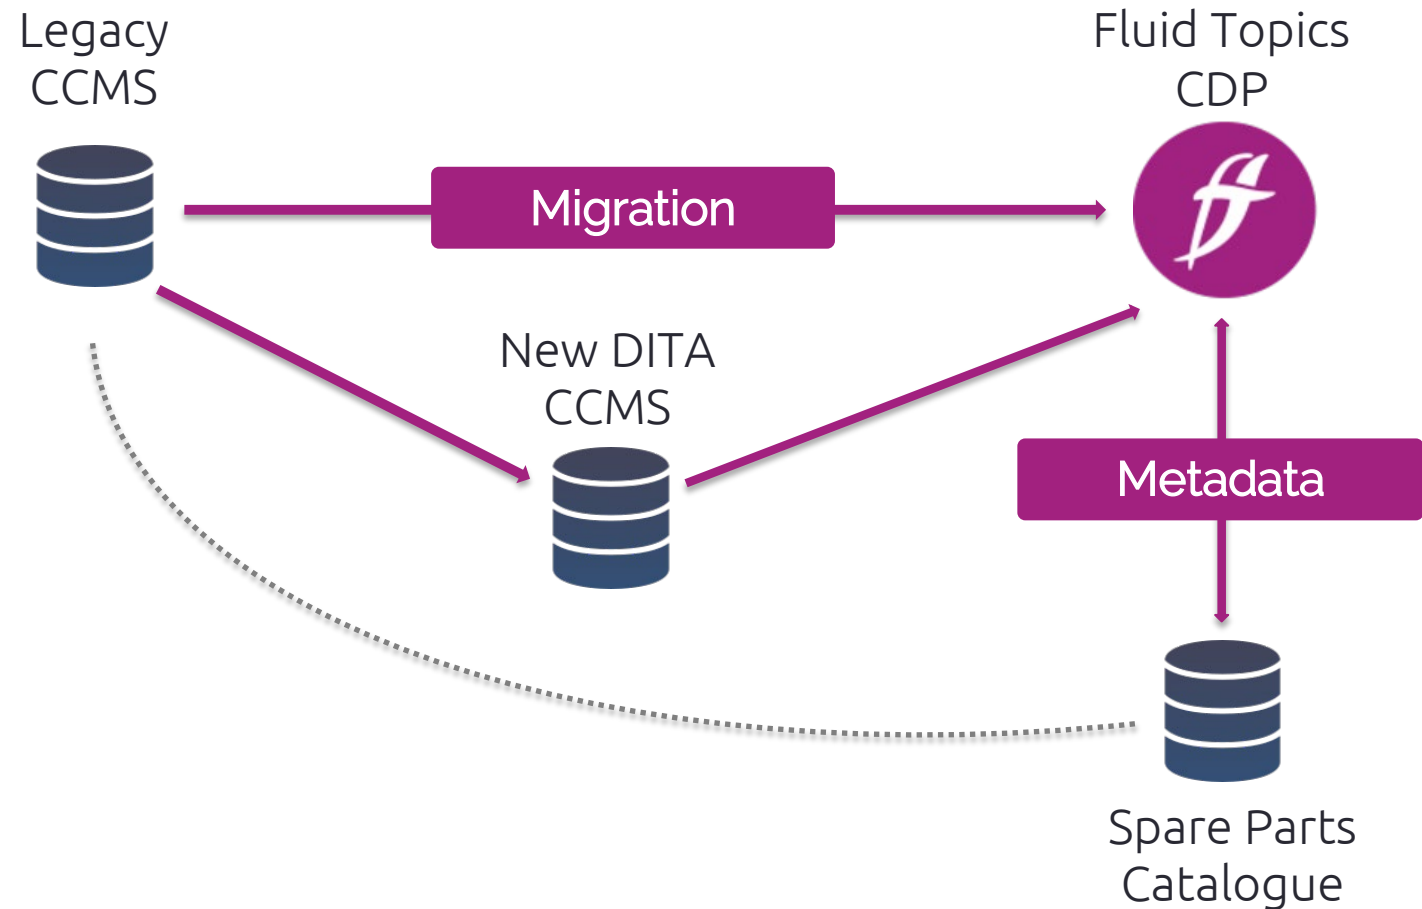 Legacy
CCMS
Fluid Topics
CDP
Migration
New DITA
CCMS
Metadata
Spare Parts
Catalogue